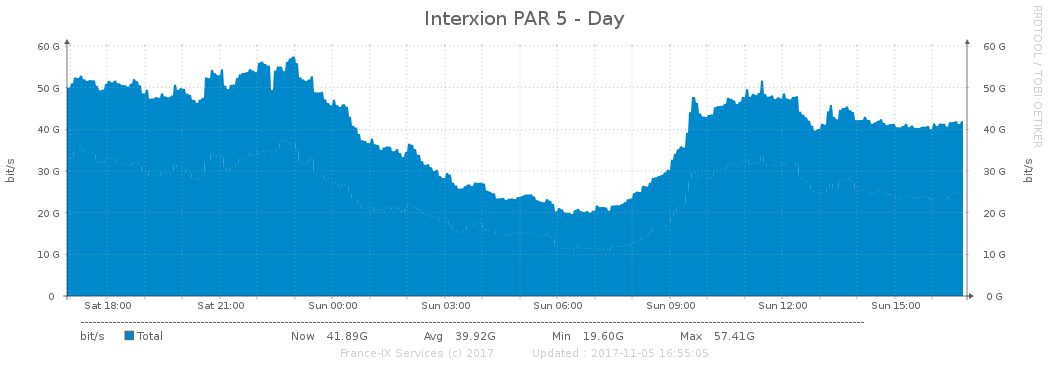 Interxion PAR 5 - Day
RRDTOOL / TOBI OETIKER
60 G 60 G
50 G 50 G
40 G 40 G
30 G 30 G
20 G 20 G
10 G 10 G
0 0 G
bit/s
bit/s
Sat 18:00 Sat 21:00 Sun 00:00 Sun 03:00 Sun 06:00 Sun 09:00 Sun 12:00 Sun 15:00
bit/s Total Now 41.89G Avg 39.92G Min 19.60G Max 57.41G
France-IX Services (c) 2017 Updated : 2017-11-05 16:55:05